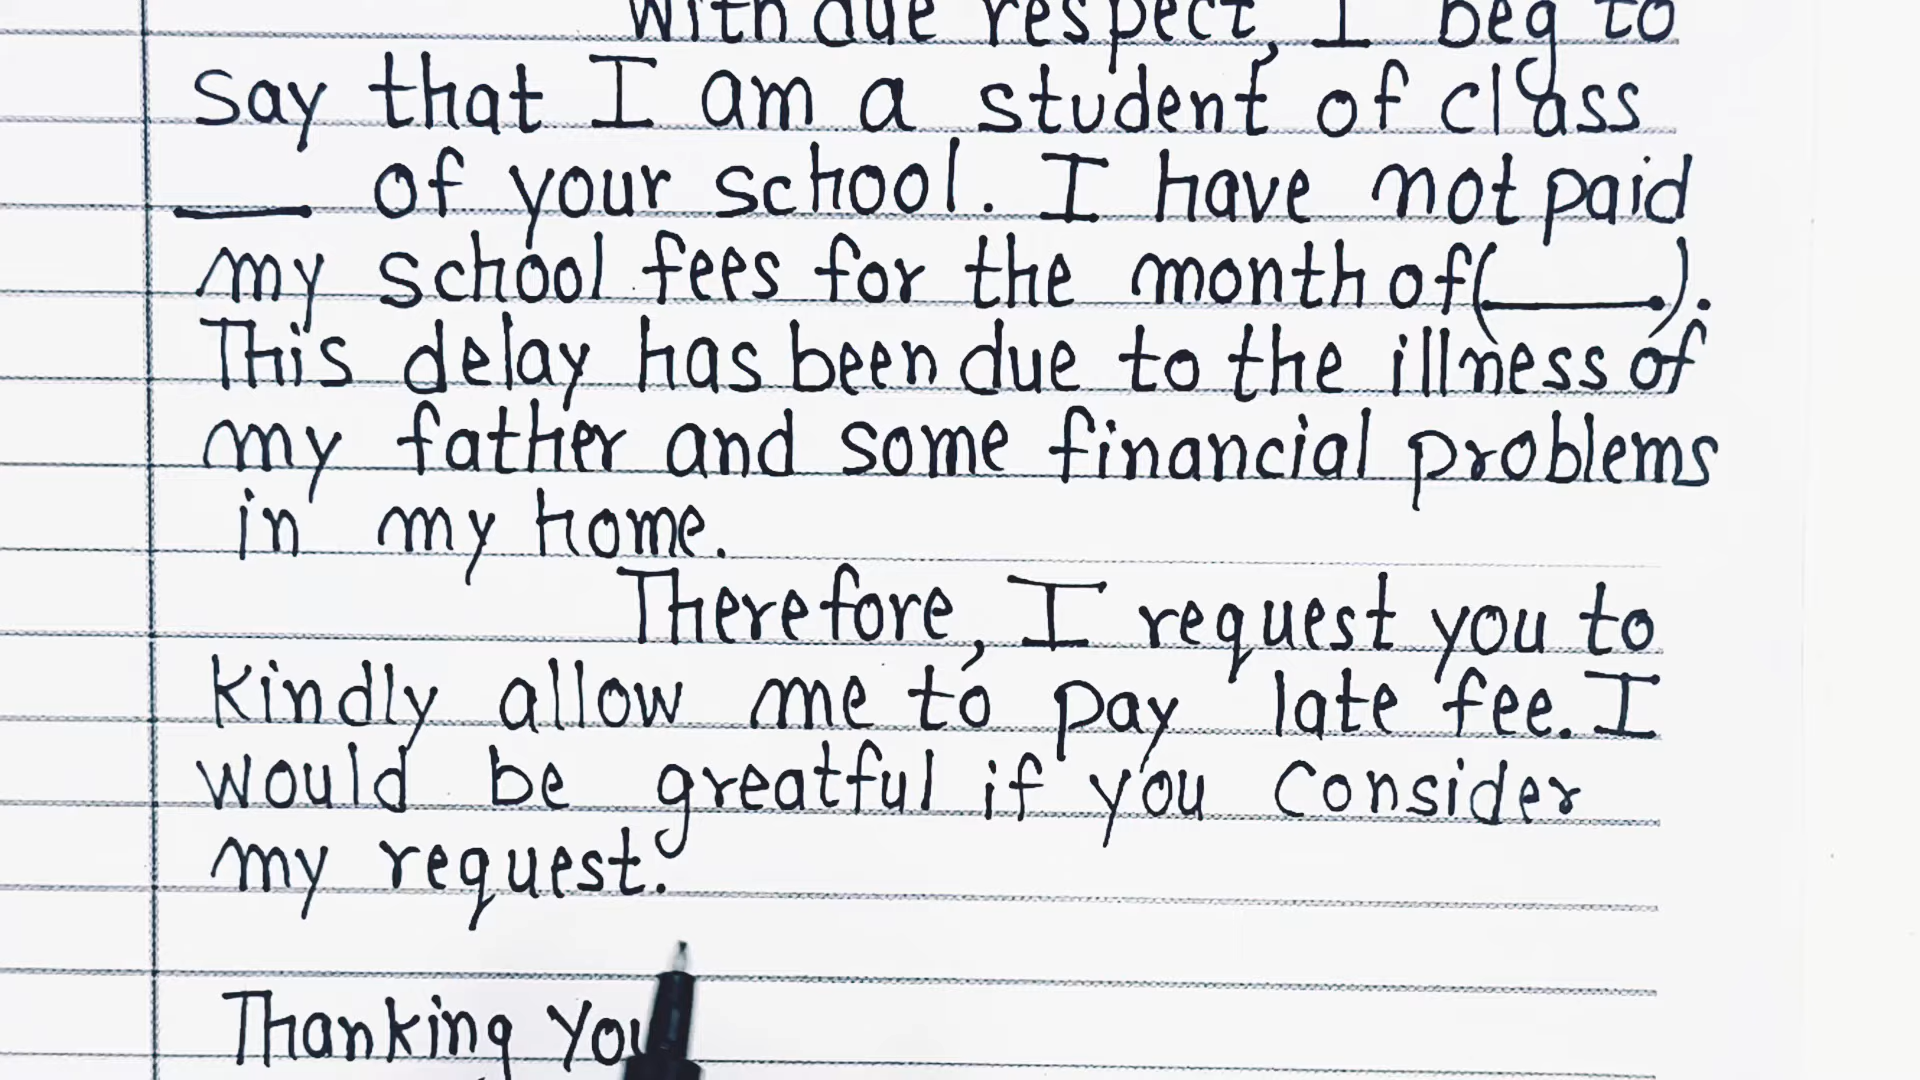 With due respect, I beg to
say that I am a student of class
____ of your school. I have not paid
my school fees for the month of(_____).
This delay has been due to the illness of
my father and some financial problems
in my home.
Therefore, I request you to
kindly allow me to pay late fee. I
would be greatful if you consider
my request.
Thanking You